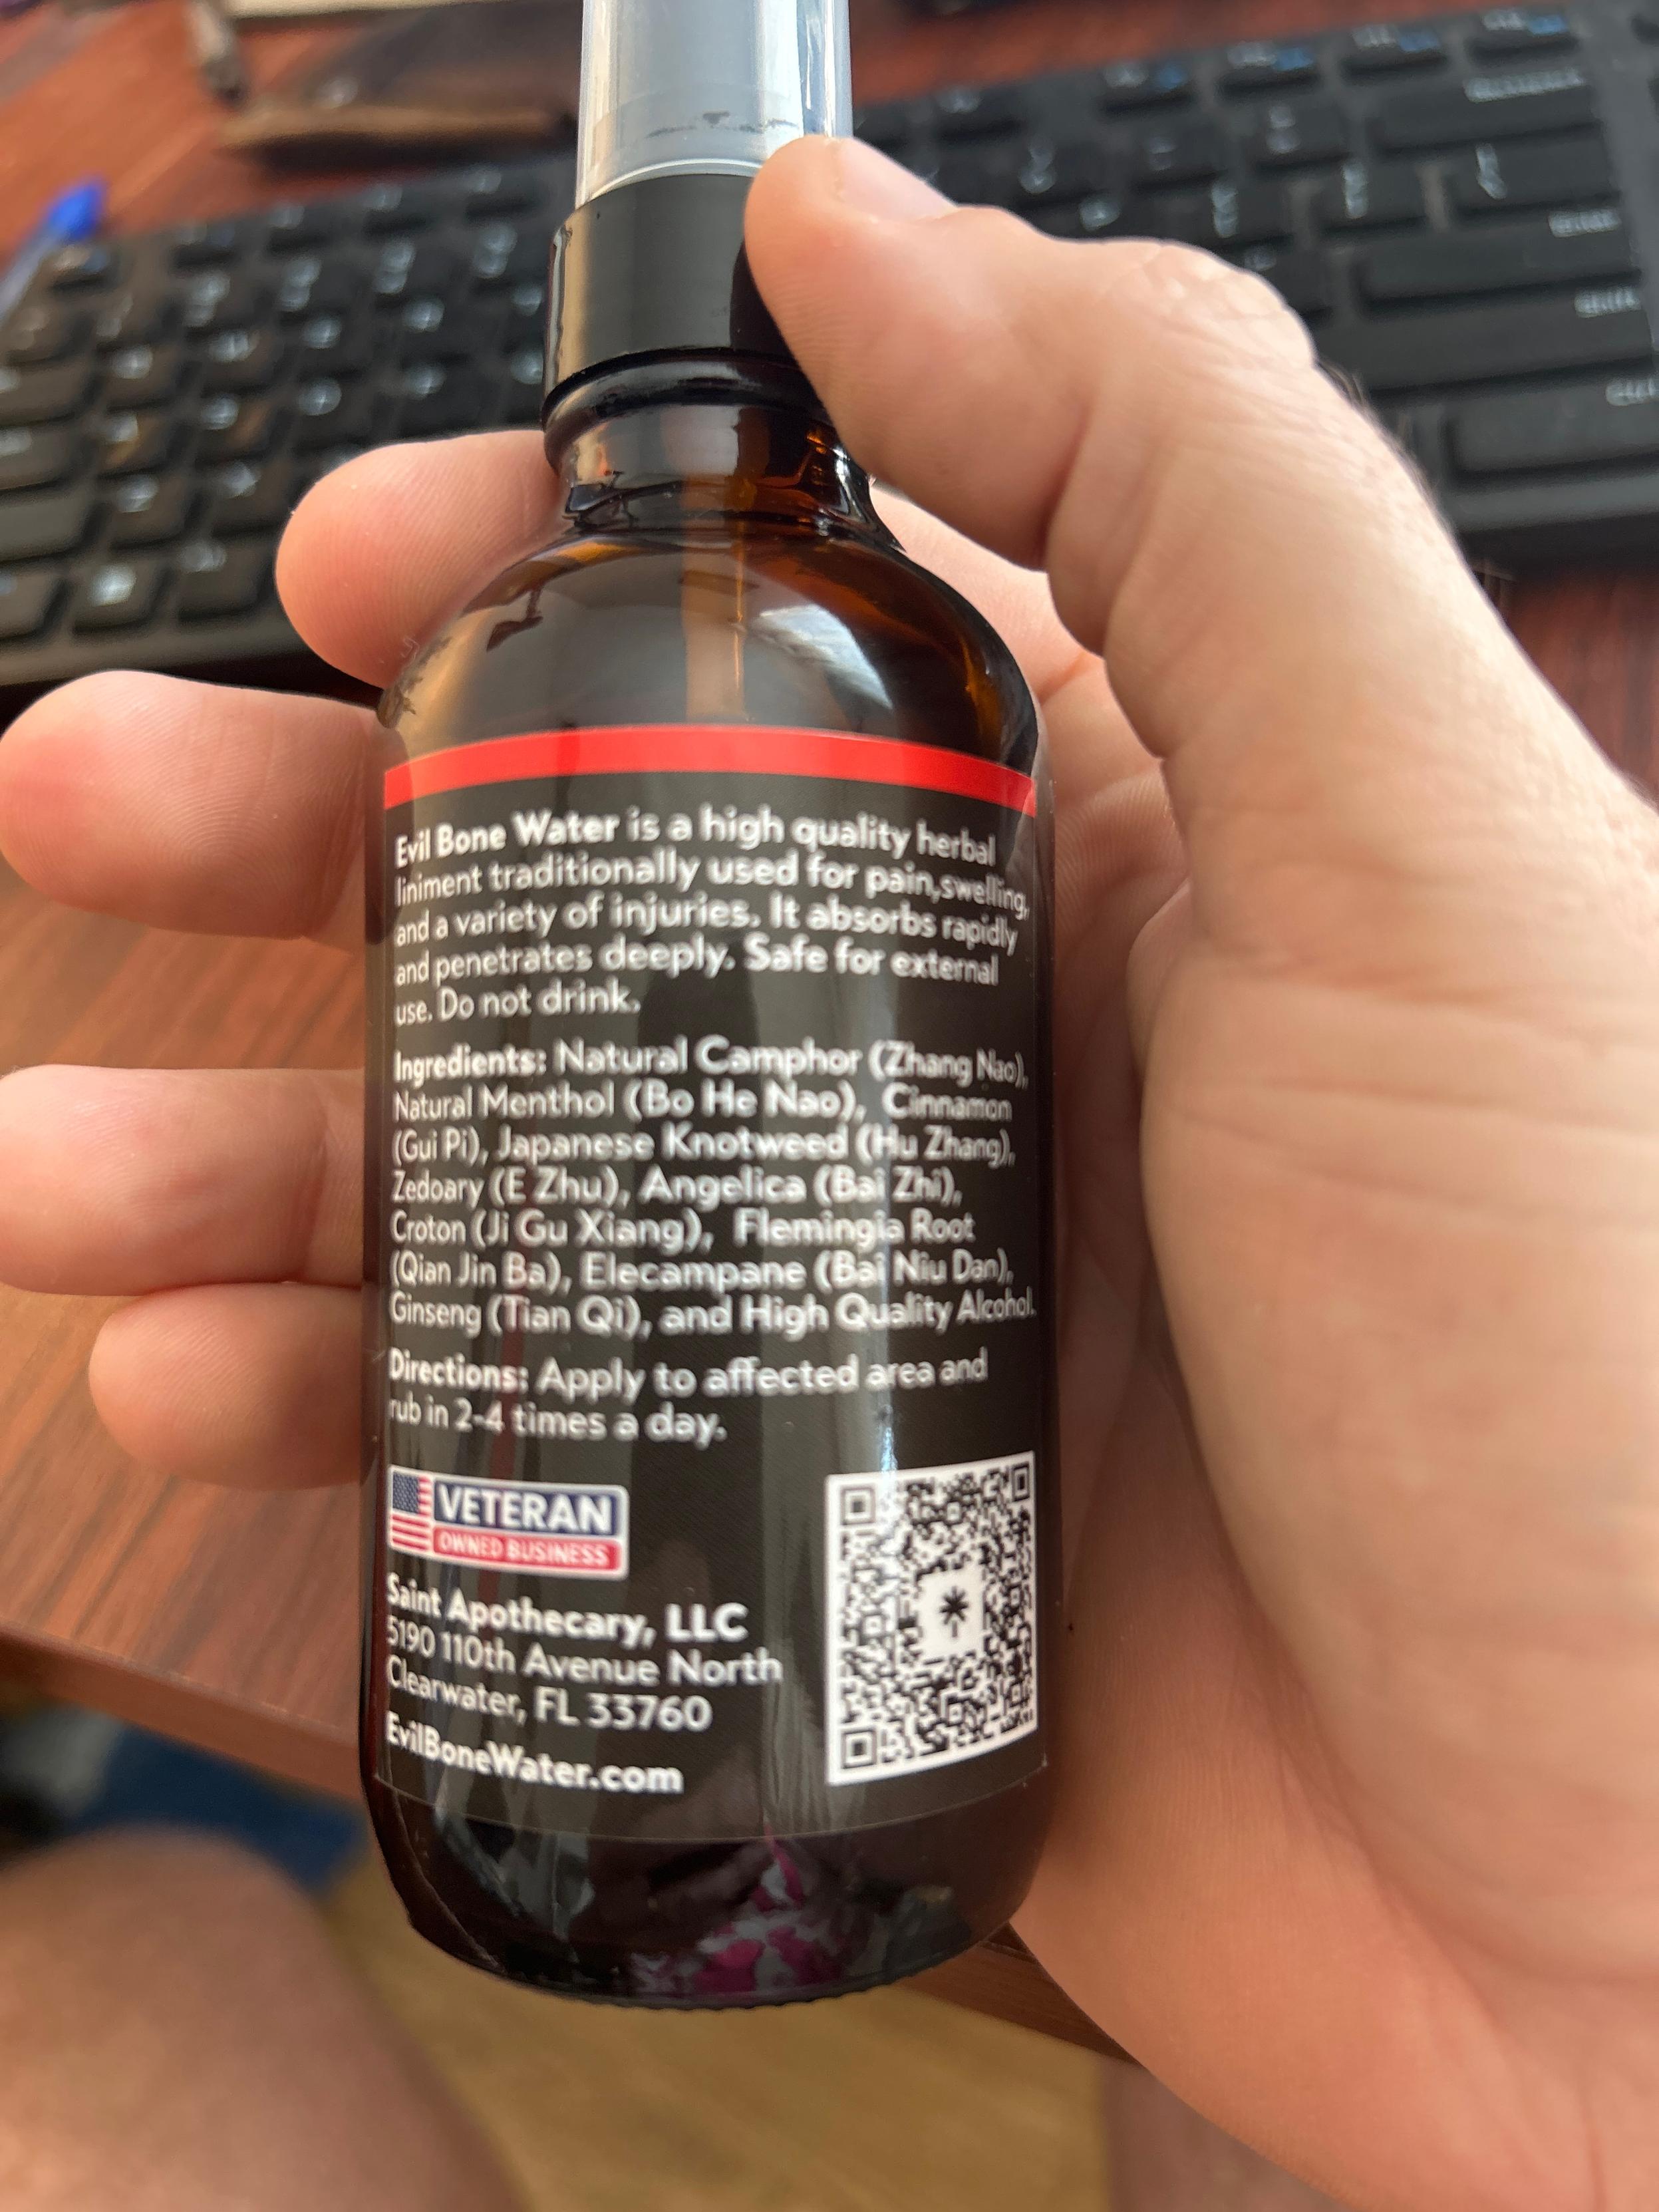 Evil Bone Water is a high quality herbal
liniment traditionally used for pain,swelling,
and a variety of injuries. It absorbs rapidly
and penetrates deeply. Safe for external
use. Do not drink.
Ingredients: Natural Camphor (Zhang Nao),
Natural Menthol (Bo He Nao), Cinnamon
(Gui Pi), Japanese Knotweed (Hu Zhang),
Zedoary (E Zhu), Angelica (Bai Zhi),
Croton (Ji Gu Xiang), Flemingia Root
(Qian Jin Ba), Elecampane (Bai Niu Dan),
Ginseng (Tian Qi), and High Quality Alcohol.
Directions: Apply to affected area and
rub in 2-4 times a day.
VETERAN
OWNED BUSINESS
Saint Apothecary, LLC
5190 110th Avenue North
Clearwater, FL 33760
EvilBoneWater.com